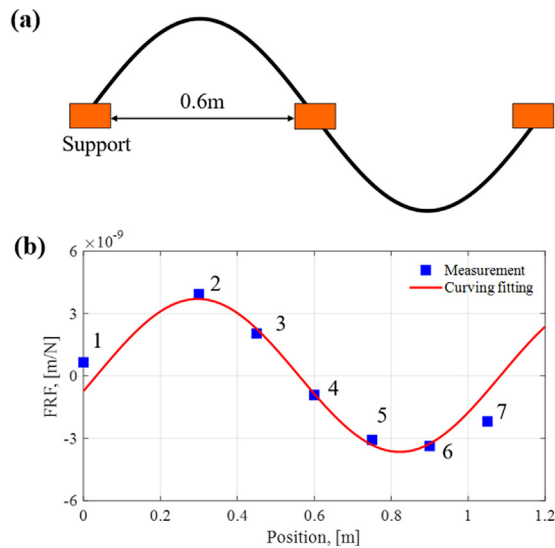 (a)
0.6m
Support
(b)
×10⁻⁹
6
3
0
-3
-6
FRF, [m/N]
Measurement
Curving fitting
1
2
3
4
5
6
7
0 0.2 0.4 0.6 0.8 1 1.2
Position, [m]